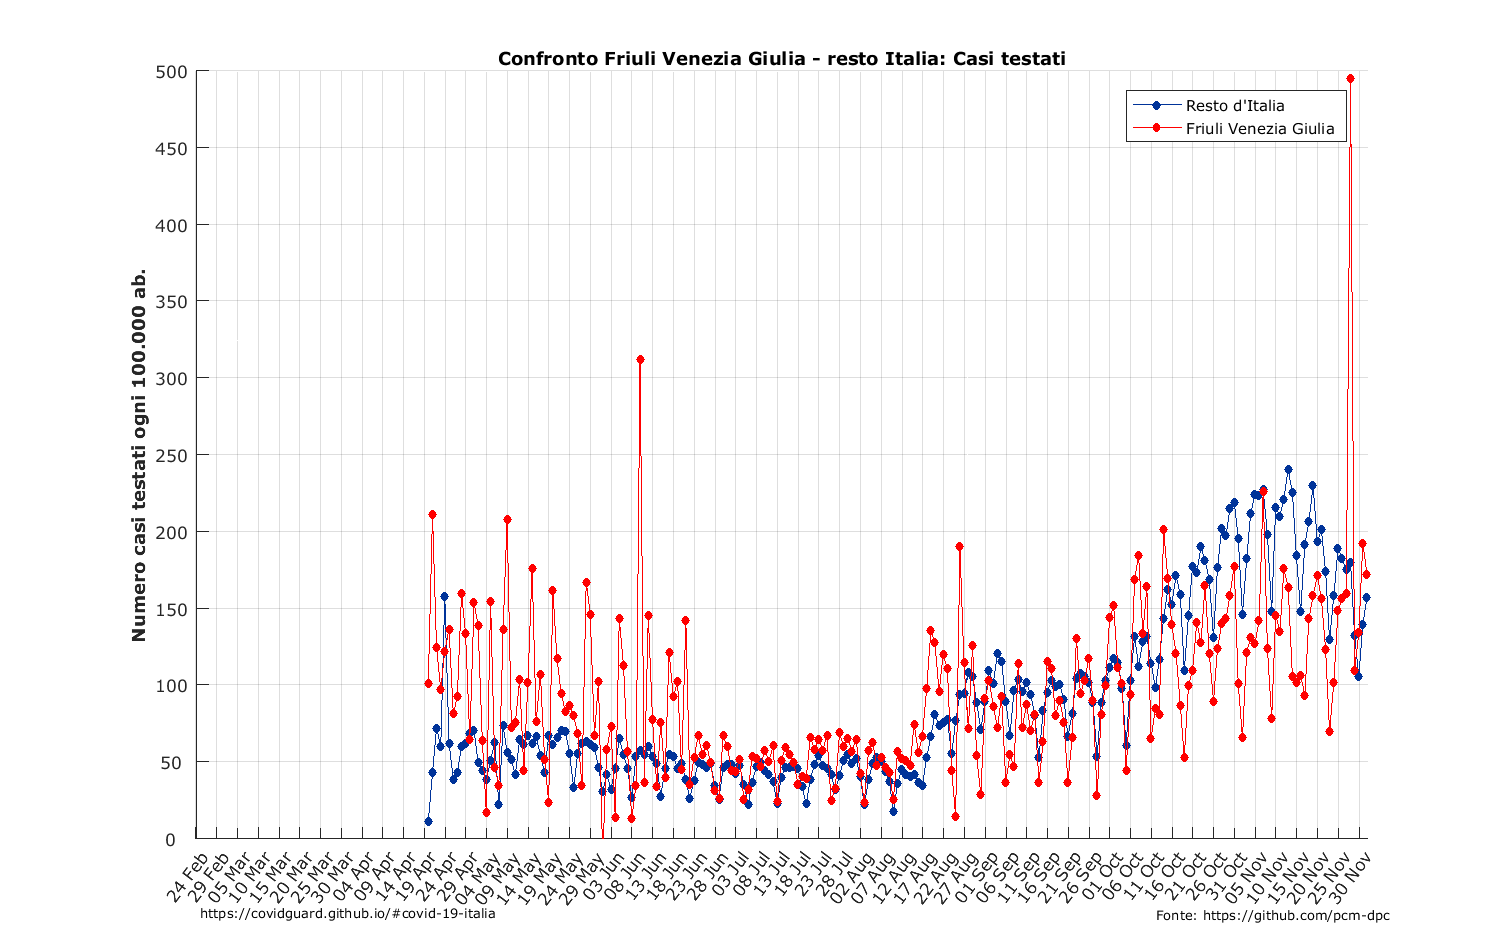 Confronto Friuli Venezia Giulia - resto Italia: Casi testati
Resto d'Italia
Friuli Venezia Giulia
Numero casi testati ogni 100.000 ab.
500
450
400
350
300
250
200
150
100
50
0
24 Feb
29 Feb
05 Mar
10 Mar
15 Mar
20 Mar
25 Mar
30 Mar
04 Apr
09 Apr
14 Apr
19 Apr
24 Apr
29 Apr
04 May
09 May
14 May
19 May
24 May
29 May
03 Jun
08 Jun
13 Jun
18 Jun
23 Jun
28 Jun
03 Jul
08 Jul
13 Jul
18 Jul
23 Jul
28 Jul
02 Aug
07 Aug
12 Aug
17 Aug
22 Aug
27 Aug
01 Sep
06 Sep
11 Sep
16 Sep
21 Sep
26 Sep
01 Oct
06 Oct
11 Oct
16 Oct
21 Oct
26 Oct
31 Oct
05 Nov
10 Nov
15 Nov
20 Nov
25 Nov
30 Nov
https://covidguard.github.io/#covid-19-italia
Fonte: https://github.com/pcm-dpc